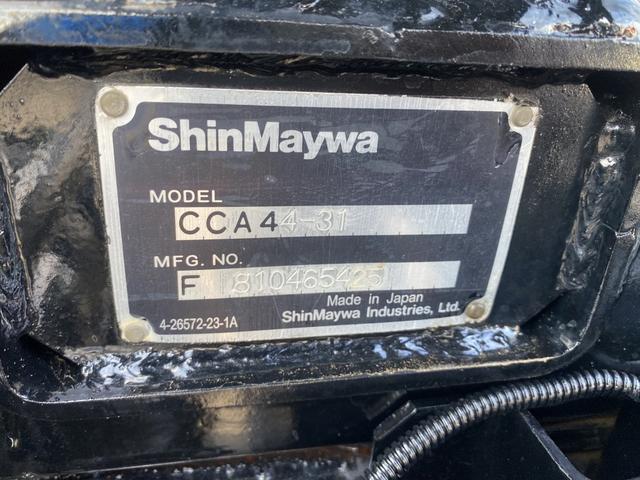 ShinMaywa
MODEL
CCA44-31
MFG. NO.
F 810465425
Made in Japan
4-26572-23-1A
ShinMaywa Industries, Ltd.